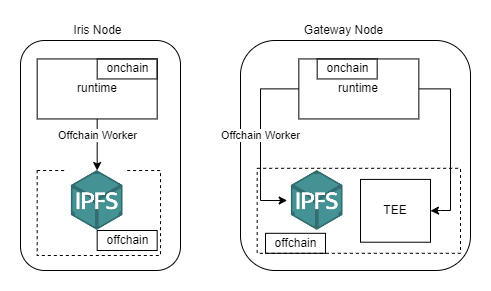 Iris Node
onchain
runtime
Offchain Worker
IPFS
offchain
Gateway Node
onchain
runtime
Offchain Worker
IPFS
TEE
offchain